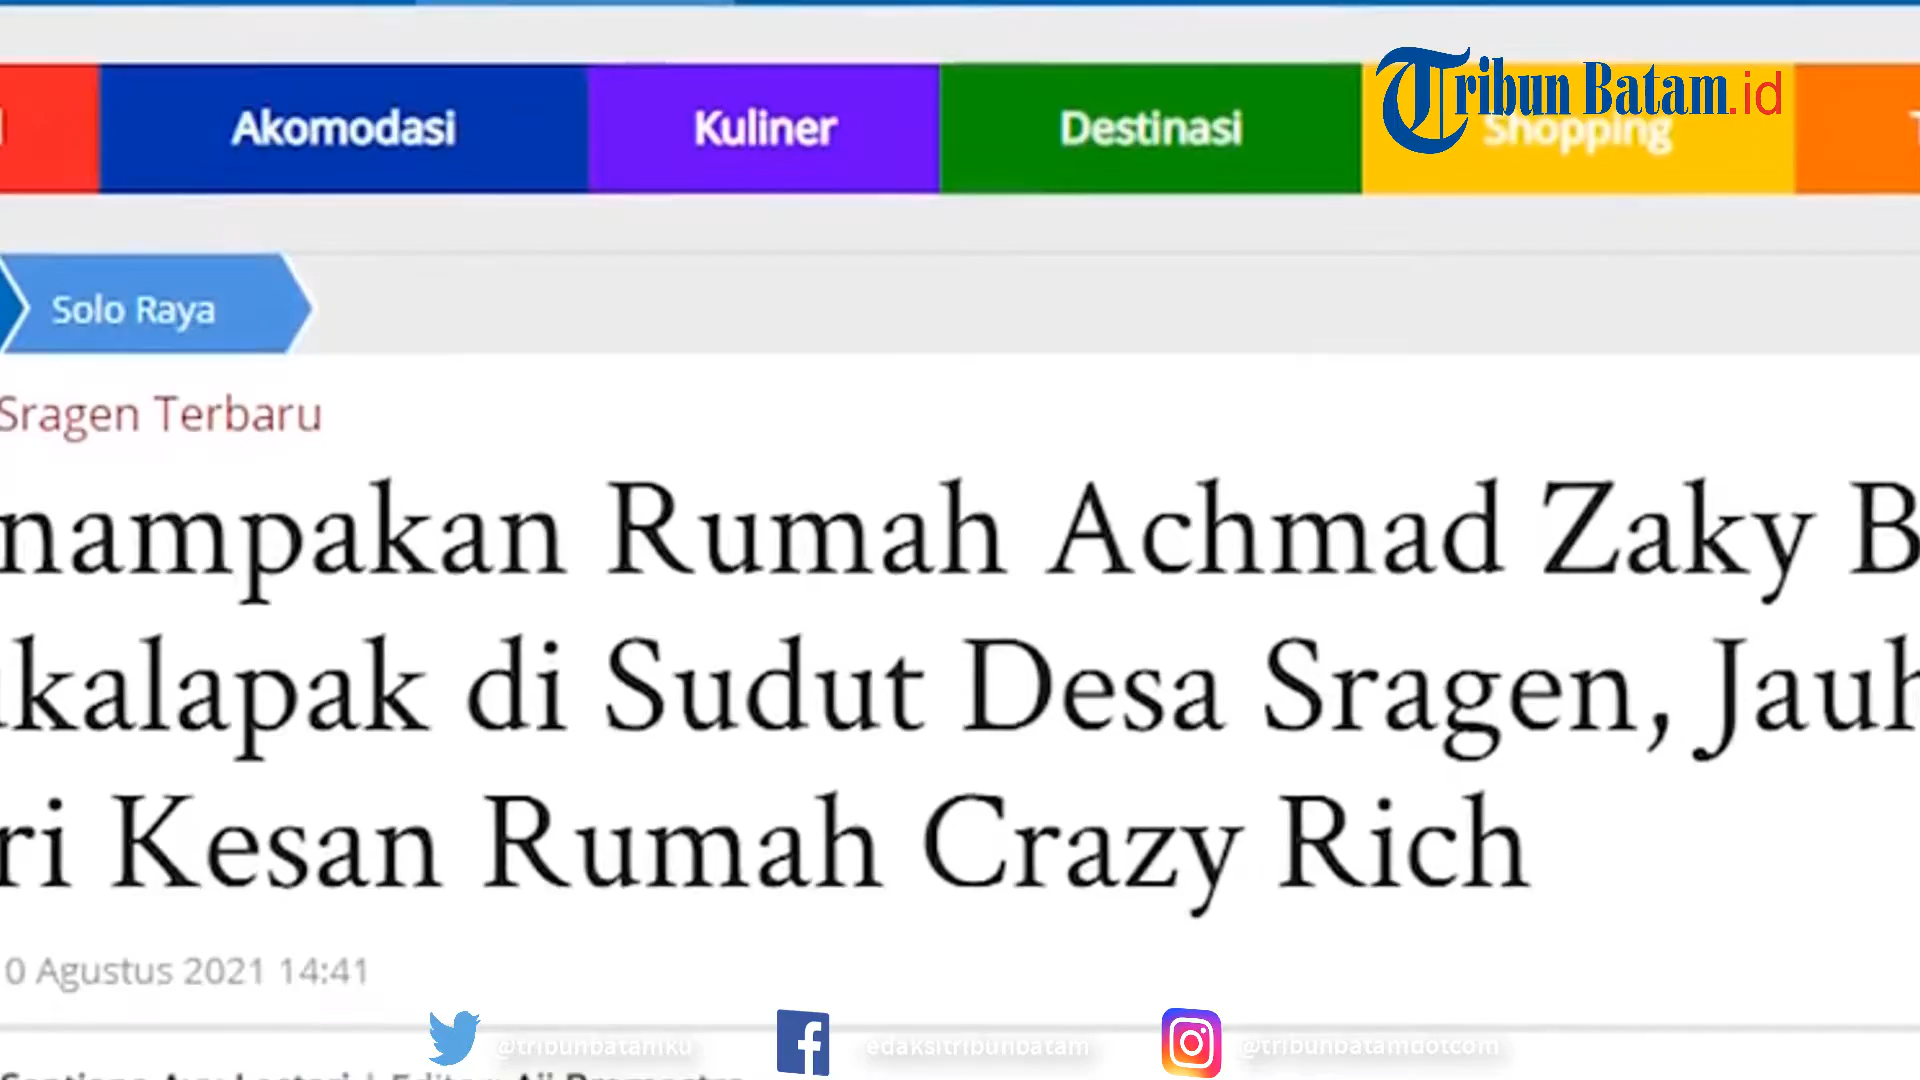 Akomodasi Kuliner Destinasi Shopping
Tribun Batam.id
Solo Raya
Sragen Terbaru
nampakan Rumah Achmad Zaky B
kalapak di Sudut Desa Sragen, Jauh
ri Kesan Rumah Crazy Rich
0 Agustus 2021 14:41
@tribunbatamku edaksitribunbatam @tribunbatamdotcom